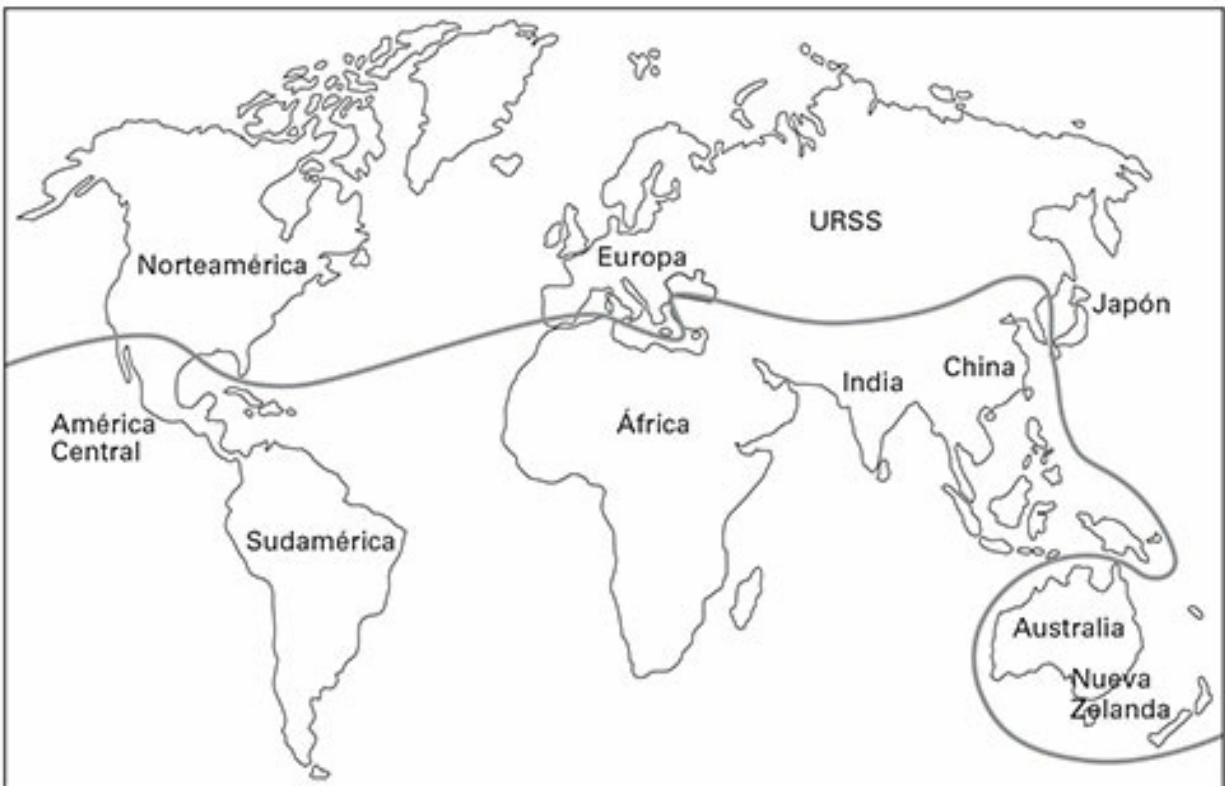 Norteamérica
Europa
URSS
Japón
América
Central
África
India
China
Sudamérica
Australia
Nueva
Zelanda